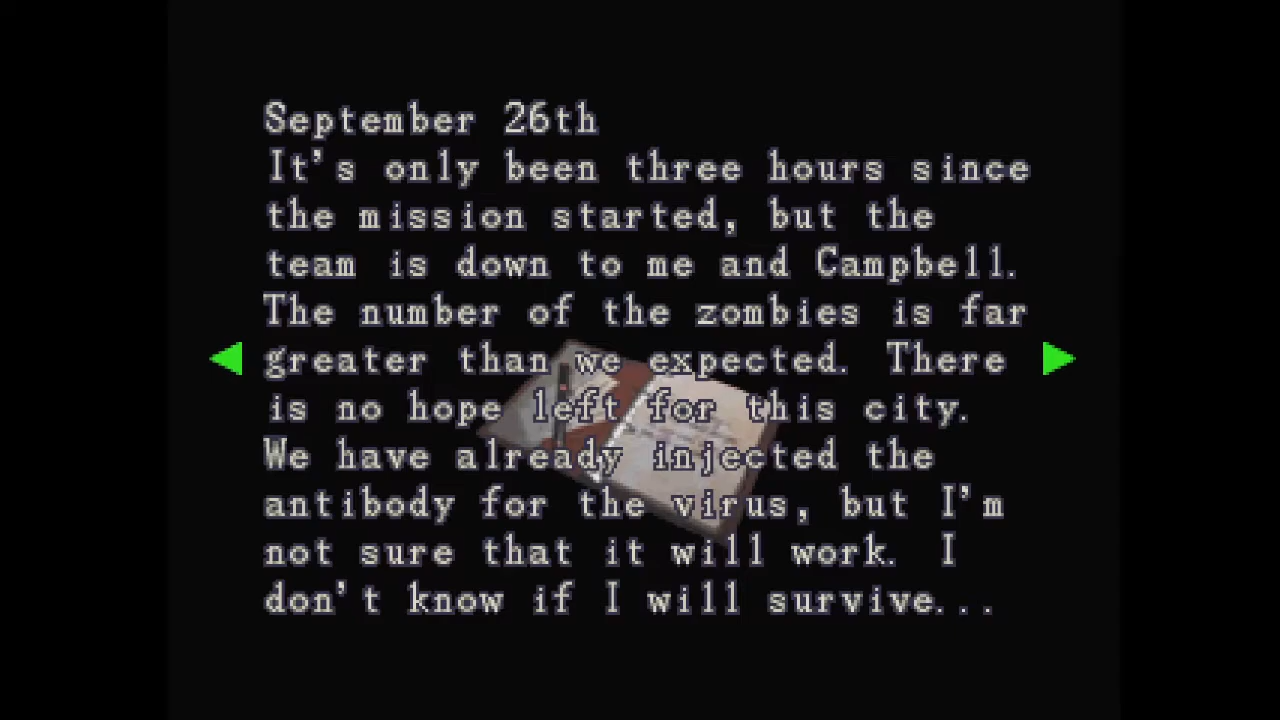 September 26th
It's only been three hours since
the mission started, but the
team is down to me and Campbell.
The number of the zombies is far
greater than we expected. There
is no hope left for this city.
We have already injected the
antibody for the virus, but I'm
not sure that it will work. I
don't know if I will survive...